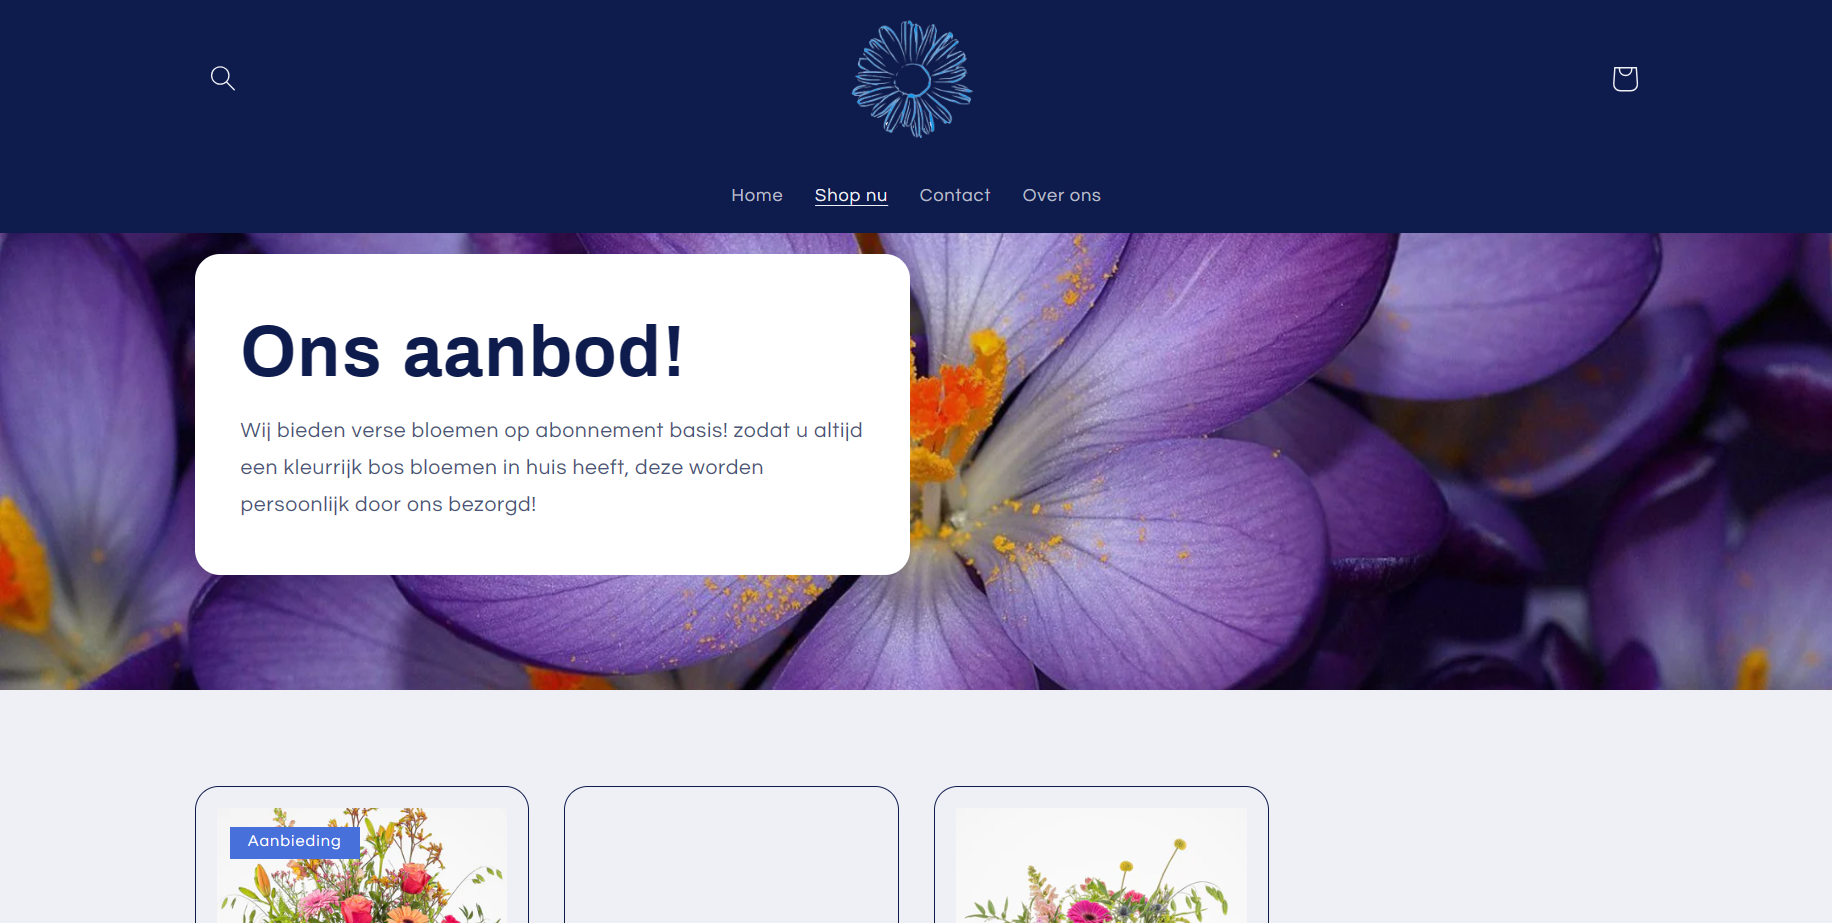 Home Shop nu Contact Over ons
Ons aanbod!
Wij bieden verse bloemen op abonnement basis! zodat u altijd
een kleurrijk bos bloemen in huis heeft, deze worden
persoonlijk door ons bezorgd!
Aanbieding